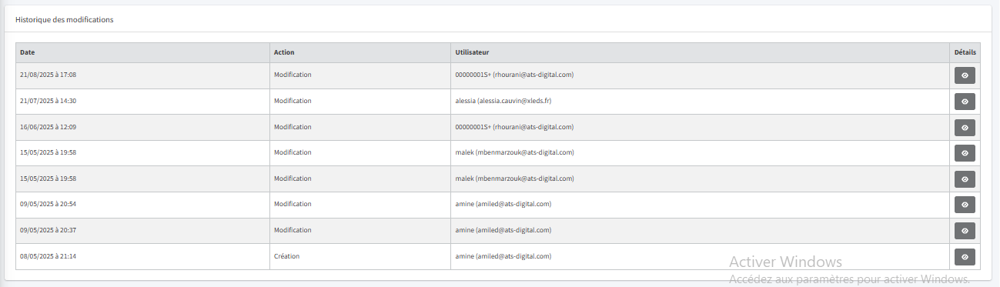 Historique des modifications
Date Action Utilisateur Détails
21/08/2025 à 17:08 Modification 00000001S+ (rhourani@ats-digital.com)
21/07/2025 à 14:30 Modification alessia (alessia.cauvin@xleds.fr)
16/06/2025 à 12:09 Modification 00000001S+ (rhourani@ats-digital.com)
15/05/2025 à 19:58 Modification malek (mbenmarzouk@ats-digital.com)
15/05/2025 à 19:58 Modification malek (mbenmarzouk@ats-digital.com)
09/05/2025 à 20:54 Modification amine (amiled@ats-digital.com)
09/05/2025 à 20:37 Modification amine (amiled@ats-digital.com)
08/05/2025 à 21:14 Création amine (amiled@ats-digital.com)
Activer Windows
Accédez aux paramètres pour activer Windows.